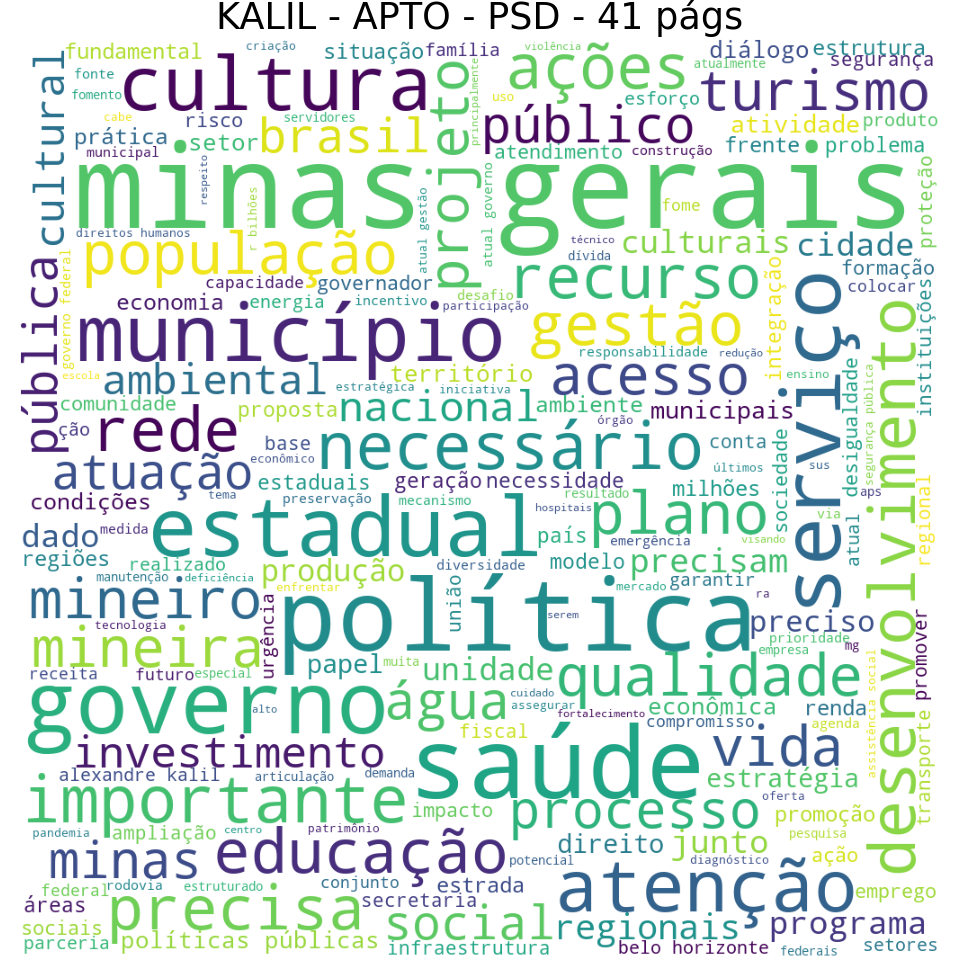 KALIL - APTO - PSD - 41 págs
fundamental
criação
situação
família
violência
diálogo
estrutura
fonte
cultura
ações
atualmente
segurança
fomento
uso
turismo
cabe
risco
servidores
esforço
prática
setor
brasil
projeto
principalmente
público
atividade
produto
municipal
atendimento
construção
frente
problema
cultural
minas gerais
respeito
r bilhões
atual gestão
atual governo
fome
proteção
direitos humanos
população
técnico
culturais
cidade
dívida
governo federal
capacidade
governador
recurso
integração
formação
colocar
economia
energia
incentivo
desafio
participação
instituições
pública
município
gestão
serviço
desenvolvimento
responsabilidade
redução
escola
ambiental
território
acesso
ensino
estratégica
iniciativa
comunidade
proposta
nacional
ambiente
municipais
desigualdade
segurança pública
ção
rede
órgão
base
necessário
conta
sociedade
econômico
atuação
estaduais
geração
necessidade
últimos
sus
condições
tema
preservação
mecanismo
resultado
milhões
aps
regional
dado
medida
estadual
hospitais
plano
via
regiões
realizado
país
emergência
visando
atual
produção
diversidade
modelo
precisam
manutenção
deficiência
enfrentar
mercado
garantir
mineiro
união
ra
tecnologia
urgência
política
serem
preciso
promover
mineira
prioridade
papel
muita
unidade
empresa
mg
receita
futuro
especial
qualidade
assistência social
governo
alto
água
cuidado
assegurar
econômica
renda
fortalecimento
compromisso
agenda
transporte
investimento
fiscal
saúde
vida
alexandre kalil
articulação
demanda
estratégia
importante
impacto
processo
oferta
promoção
pandemia
ampliação
centro
patrimônio
pesquisa
minas
educação
potencial
direito
junto
diagnóstico
ação
federal
rodovia
estruturado
conjunto
estrada
atenção
emprego
áreas
precisa
secretaria
sociais
social
regionais
programa
parceria
políticas públicas
infraestrutura
belo horizonte
federais
setores